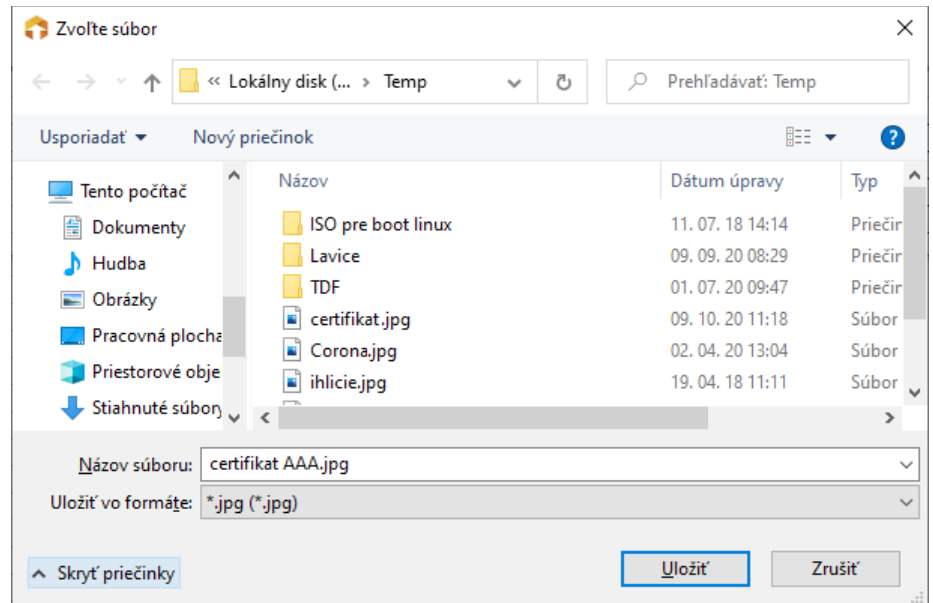 Zvoľte súbor
« Lokálny disk (... › Temp
Prehľadávať: Temp
Usporiadať
Nový priečinok
?
Tento počítač
Dokumenty
Hudba
Obrázky
Pracovná plocha
Priestorové obje
Stiahnuté súbory
Názov Dátum úpravy Typ
ISO pre boot linux 11. 07. 18 14:14 Priečin
Lavice 09. 09. 20 08:29 Priečin
TDF 01. 07. 20 09:47 Priečin
certifikat.jpg 09. 10. 20 11:18 Súbor
Corona.jpg 02. 04. 20 13:04 Súbor
ihlicie.jpg 19. 04. 18 11:11 Súbor
Názov súboru: certifikat AAA.jpg
Uložiť vo formáte: *.jpg (*.jpg)
Skryť priečinky
Uložiť
Zrušiť